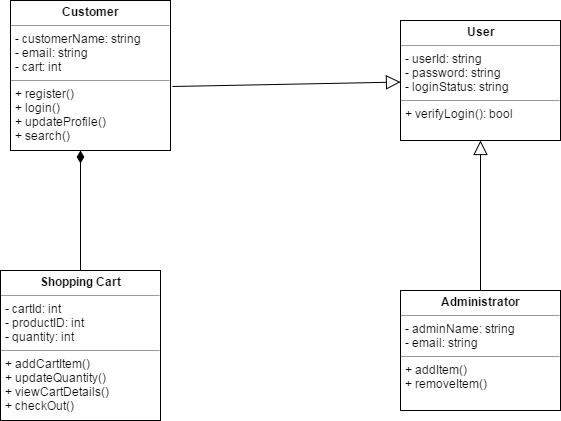 Customer
- customerName: string
- email: string
- cart: int
+ register()
+ login()
+ updateProfile()
+ search()
User
- userId: string
- password: string
- loginStatus: string
+ verifyLogin(): bool
Shopping Cart
- cartId: int
- productID: int
- quantity: int
+ addCartItem()
+ updateQuantity()
+ viewCartDetails()
+ checkOut()
Administrator
- adminName: string
- email: string
+ addItem()
+ removeItem()